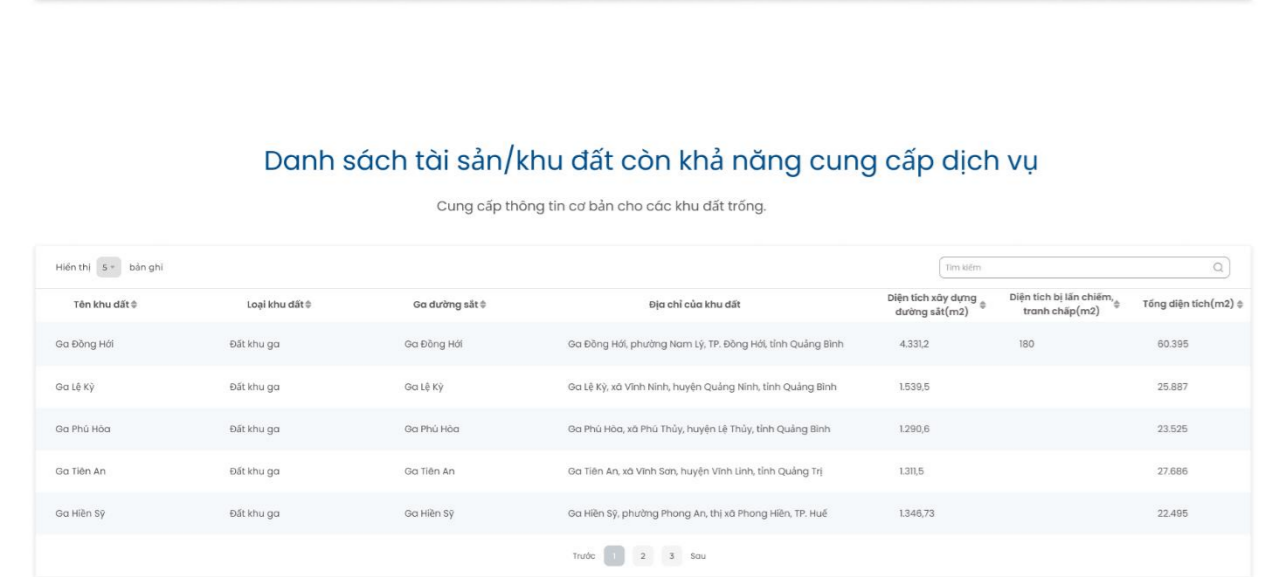 Danh sách tài sản/khu đất còn khả năng cung cấp dịch vụ
Cung cấp thông tin cơ bản cho các khu đất trống.
Hiển thị 5 bản ghi Tìm kiếm
Tên khu đất Loại khu đất Ga đường sắt Địa chỉ của khu đất Diện tích xây dựng đường sắt(m2) Diện tích bị lấn chiếm, tranh chấp(m2) Tổng diện tích(m2)
Ga Đồng Hới Đất khu ga Ga Đồng Hới Ga Đồng Hới, phường Nam Lý, TP. Đồng Hới, tỉnh Quảng Bình 4.331,2 180 60.395
Ga Lệ Kỳ Đất khu ga Ga Lệ Kỳ Ga Lệ Kỳ, xã Vĩnh Ninh, huyện Quảng Ninh, tỉnh Quảng Bình 1.539,5 25.887
Ga Phú Hòa Đất khu ga Ga Phú Hòa Ga Phú Hòa, xã Phú Thủy, huyện Lệ Thủy, tỉnh Quảng Bình 1.290,6 23.525
Ga Tiên An Đất khu ga Ga Tiên An Ga Tiên An, xã Vĩnh Sơn, huyện Vĩnh Linh, tỉnh Quảng Trị 1.311,5 27.686
Ga Hiền Sỹ Đất khu ga Ga Hiền Sỹ Ga Hiền Sỹ, phường Phong An, thị xã Phong Hiền, TP. Huế 1.346,73 22.495
Trước 1 2 3 Sau